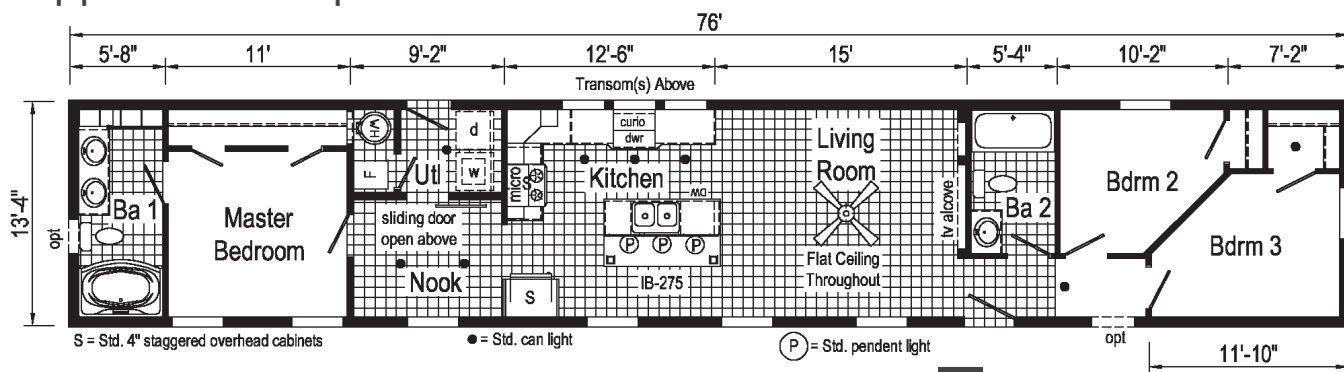 76'
5'-8" 11' 9'-2" 12'-6" 15' 5'-4" 10'-2" 7'-2"
Transom(s) Above
13'-4"
WH
d
curio
dwr
F
Utl
w
micro
S
Kitchen
DW
Living
Room
tv alcove
Ba 1
Master
Bedroom
opt
sliding door
open above
Nook
S
P P P
IB-275
Flat Ceiling
Throughout
Ba 2
Bdrm 2
Bdrm 3
opt
S = Std. 4" staggered overhead cabinets
● = Std. can light
P = Std. pendent light
11'-10"